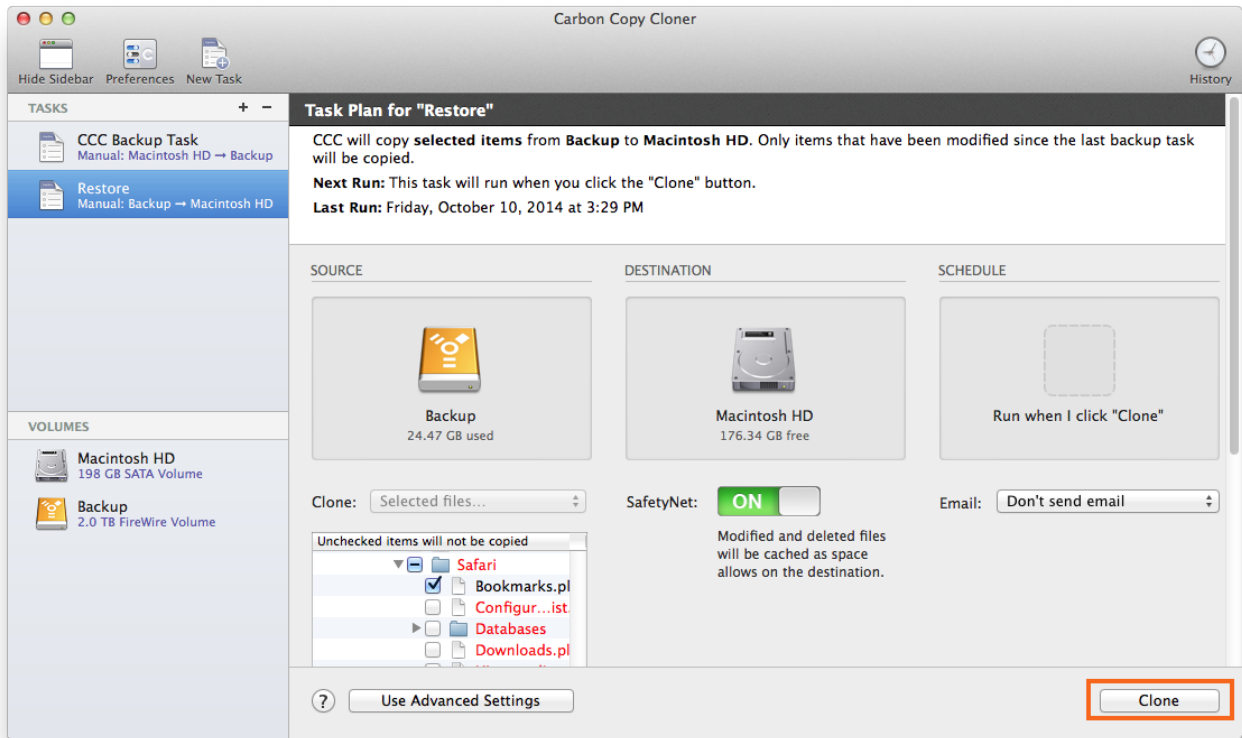 Carbon Copy Cloner
Hide Sidebar Preferences New Task
History
TASKS + −
CCC Backup Task
Manual: Macintosh HD → Backup
Restore
Manual: Backup → Macintosh HD
VOLUMES
Macintosh HD
198 GB SATA Volume
Backup
2.0 TB FireWire Volume
Task Plan for "Restore"
CCC will copy selected items from Backup to Macintosh HD. Only items that have been modified since the last backup task
will be copied.
Next Run: This task will run when you click the "Clone" button.
Last Run: Friday, October 10, 2014 at 3:29 PM
SOURCE
Backup
24.47 GB used
Clone: Selected files...
Unchecked items will not be copied
Safari
Bookmarks.pl
Configur...ist.
Databases
Downloads.pl
DESTINATION
Macintosh HD
176.34 GB free
SafetyNet: ON
Modified and deleted files
will be cached as space
allows on the destination.
SCHEDULE
Run when I click "Clone"
Email: Don't send email
? Use Advanced Settings
Clone